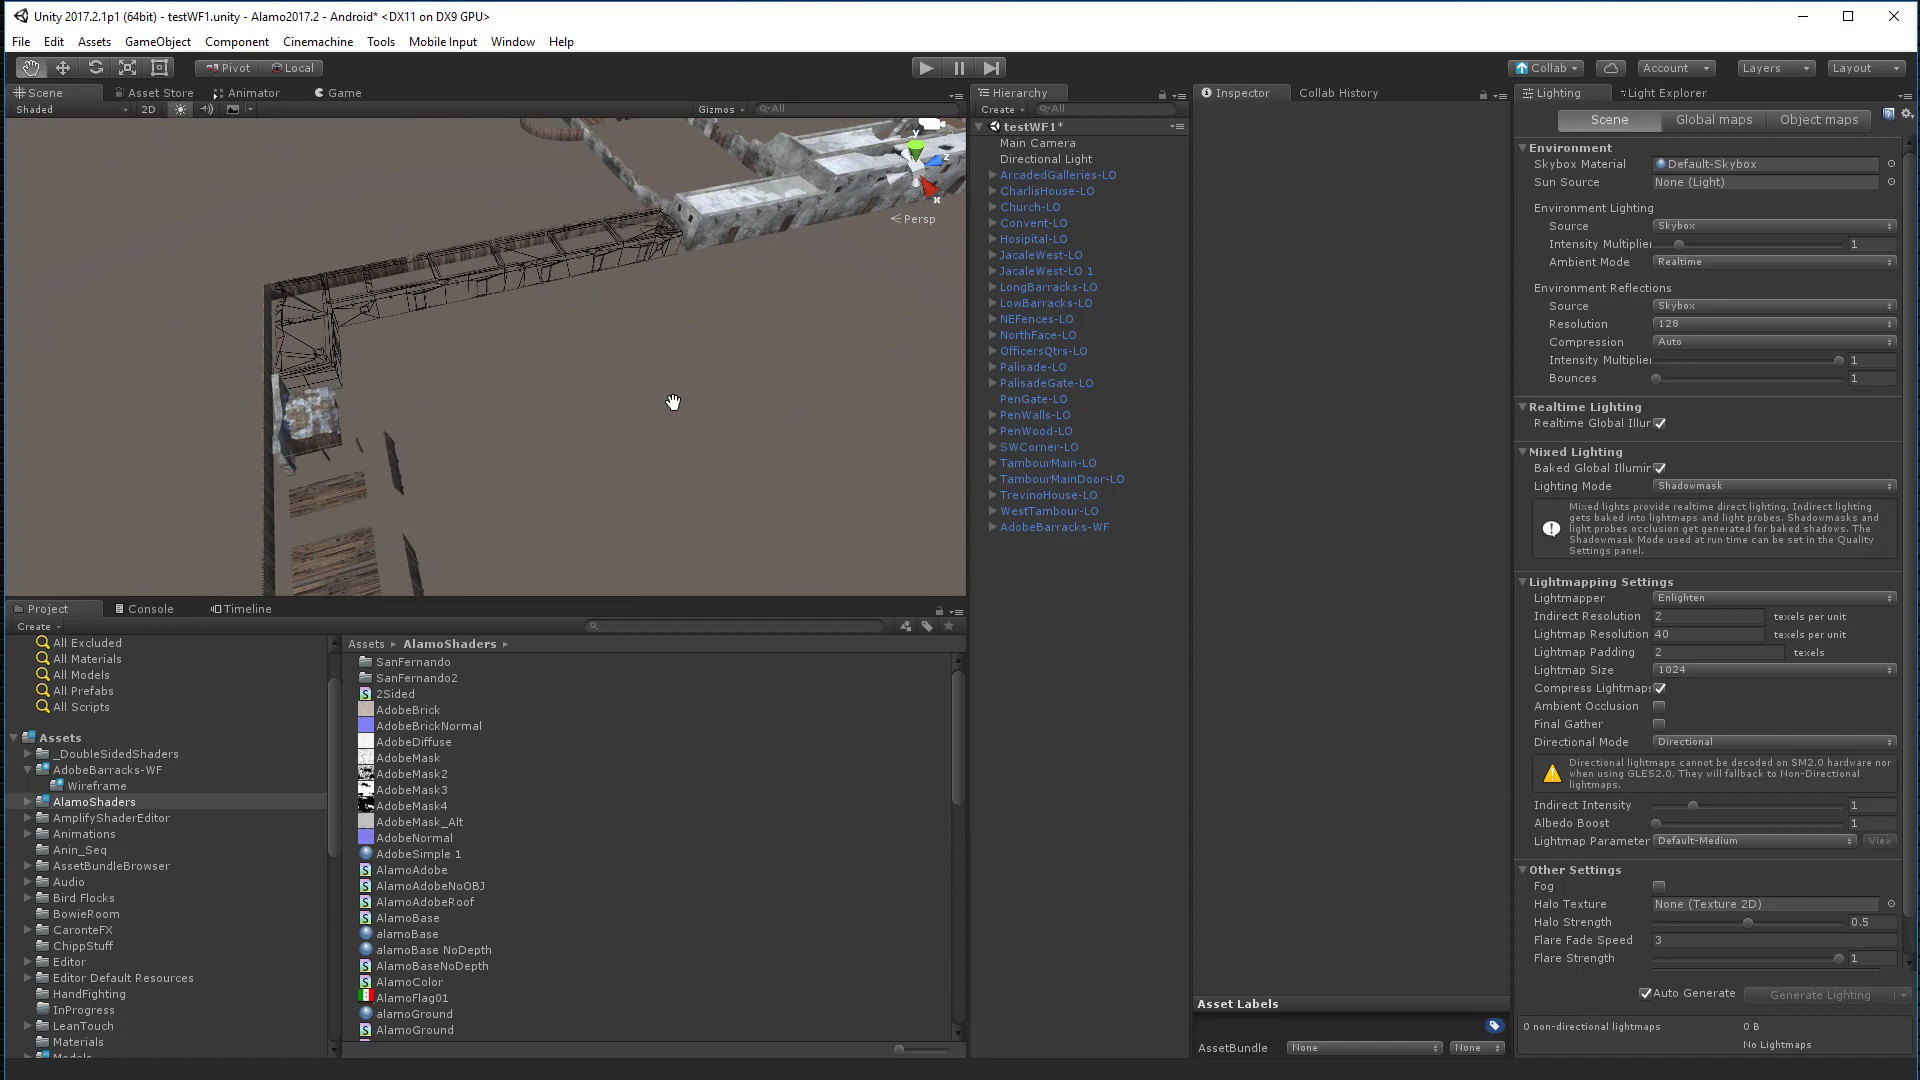 Unity 2017.2.1p1 (64bit) - testWF1.unity - Alamo2017.2 - Android* <DX11 on DX9 GPU>
File Edit Assets GameObject Component Cinemachine Tools Mobile Input Window Help
Pivot Local Collab Account Layers Layout
Scene Asset Store Animator Game
Shaded 2D Gizmos All
y
z
x
Persp
Hierarchy
Create All
testWF1*
Main Camera
Directional Light
ArcadedGalleries-LO
CharlisHouse-LO
Church-LO
Convent-LO
Hosipital-LO
JacaleWest-LO
JacaleWest-LO 1
LongBarracks-LO
LowBarracks-LO
NEFences-LO
NorthFace-LO
OfficersQtrs-LO
Palisade-LO
PalisadeGate-LO
PenGate-LO
PenWalls-LO
PenWood-LO
SWCorner-LO
TambourMain-LO
TambourMainDoor-LO
TrevinoHouse-LO
WestTambour-LO
AdobeBarracks-WF
Inspector Collab History
Asset Labels
AssetBundle None None
Lighting Light Explorer
Scene Global maps Object maps
Environment
Skybox Material Default-Skybox
Sun Source None (Light)
Environment Lighting
Source Skybox
Intensity Multiplier 1
Ambient Mode Realtime
Environment Reflections
Source Skybox
Resolution 128
Compression Auto
Intensity Multiplier 1
Bounces 1
Realtime Lighting
Realtime Global Illur
Mixed Lighting
Baked Global Illumir
Lighting Mode Shadowmask
Mixed lights provide realtime direct lighting. Indirect lighting
gets baked into lightmaps and light probes. Shadowmasks and
light probes occlusion get generated for baked shadows. The
Shadowmask Mode used at run time can be set in the Quality
Settings panel.
Lightmapping Settings
Lightmapper Enlighten
Indirect Resolution 2 texels per unit
Lightmap Resolution 40 texels per unit
Lightmap Padding 2 texels
Lightmap Size 1024
Compress Lightmaps
Ambient Occlusion
Final Gather
Directional Mode Directional
Directional lightmaps cannot be decoded on SM2.0 hardware nor
when using GLES2.0. They will fallback to Non-Directional
lightmaps.
Indirect Intensity 1
Albedo Boost 1
Lightmap Parameter Default-Medium View
Other Settings
Fog
Halo Texture None (Texture 2D)
Halo Strength 0.5
Flare Fade Speed 3
Flare Strength 1
Auto Generate Generate Lighting
0 non-directional lightmaps 0 B
No Lightmaps
Project Console Timeline
Create
All Excluded
All Materials
All Models
All Prefabs
All Scripts
Assets
_DoubleSidedShaders
AdobeBarracks-WF
Wireframe
AlamoShaders
AmplifyShaderEditor
Animations
Anin_Seq
AssetBundleBrowser
Audio
Bird Flocks
BowieRoom
CaronteFX
ChippStuff
Editor
Editor Default Resources
HandFighting
InProgress
LeanTouch
Materials
Models
Assets AlamoShaders
SanFernando
SanFernando2
2Sided
AdobeBrick
AdobeBrickNormal
AdobeDiffuse
AdobeMask
AdobeMask2
AdobeMask3
AdobeMask4
AdobeMask_Alt
AdobeNormal
AdobeSimple 1
AlamoAdobe
AlamoAdobeNoOBJ
AlamoAdobeRoof
AlamoBase
alamoBase
alamoBase NoDepth
AlamoBaseNoDepth
AlamoColor
AlamoFlag01
alamoGround
AlamoGround